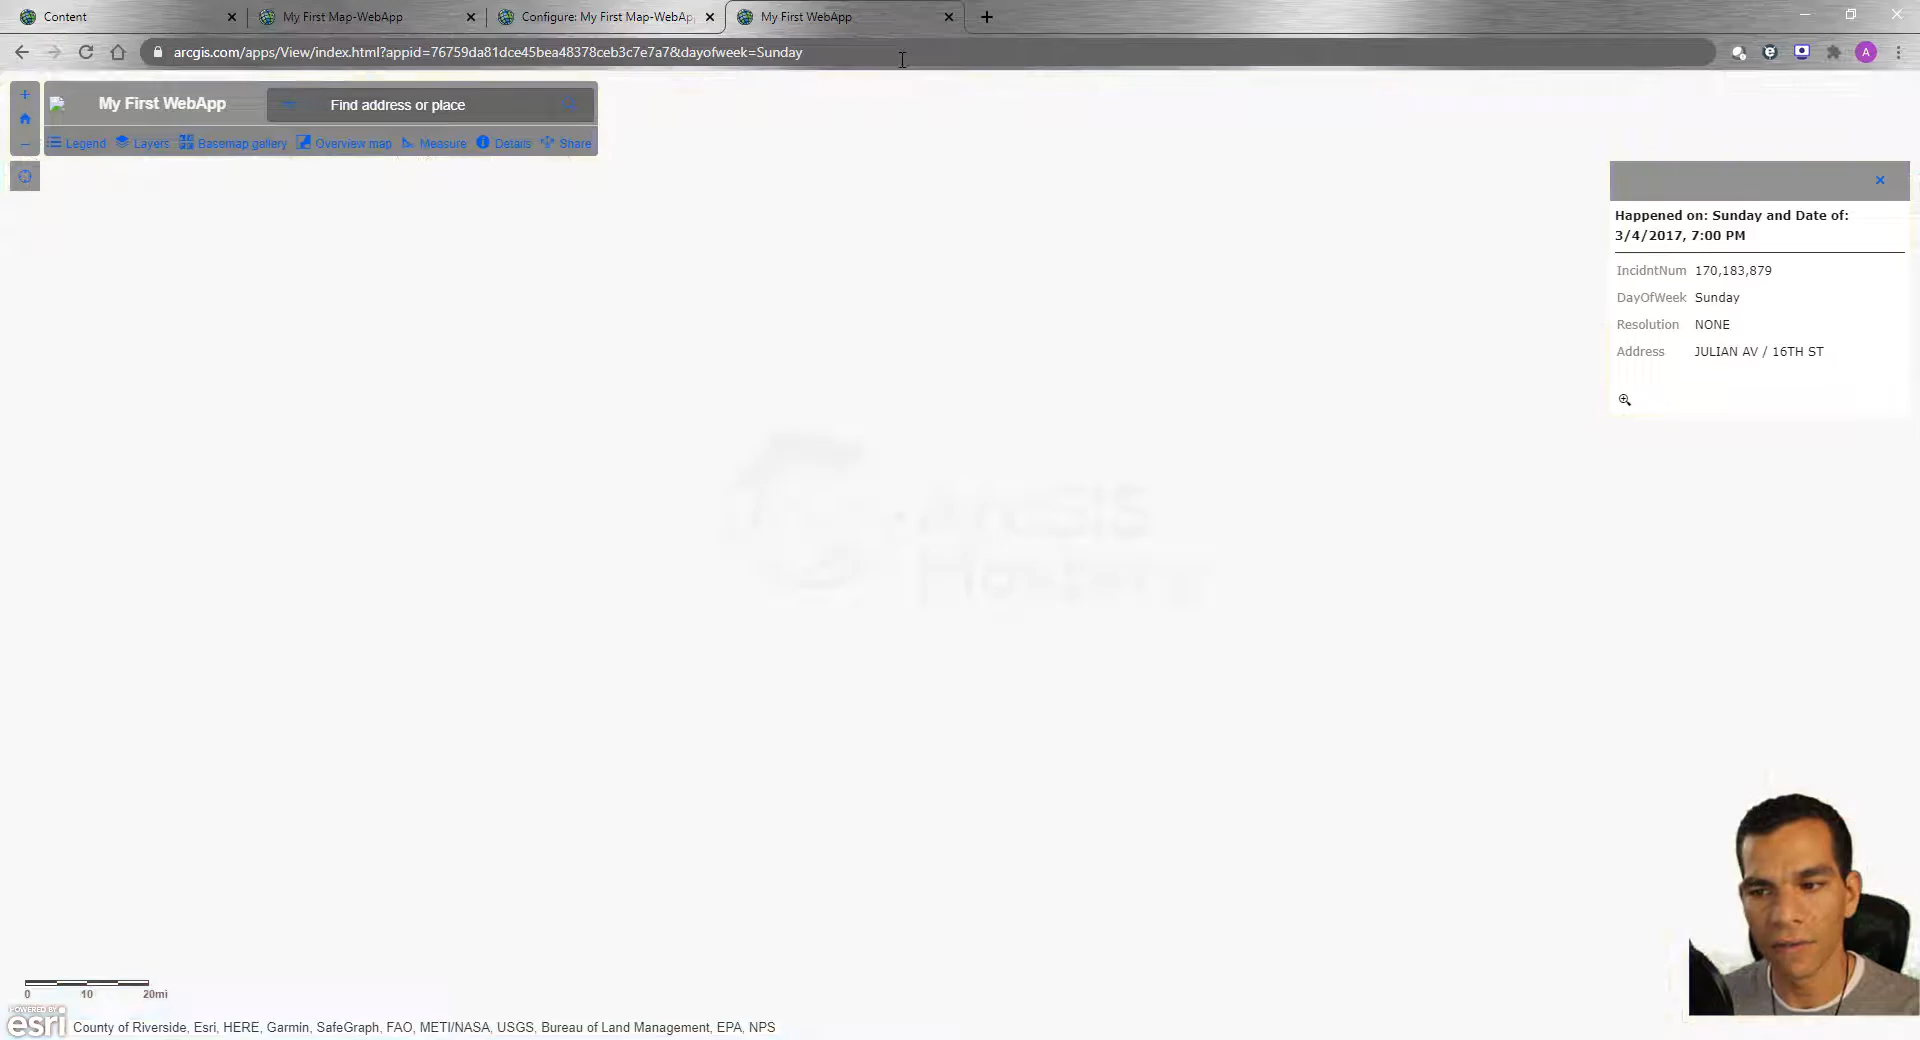 Content
My First Map-WebApp
Configure: My First Map-WebAp
My First WebApp
arcgis.com/apps/View/index.html?appid=76759da81dce45bea48378ceb3c7e7a7&dayofweek=Sunday
A
My First WebApp
Find address or place
Legend Layers Basemap gallery Overview map Measure Details Share
Happened on: Sunday and Date of:
3/4/2017, 7:00 PM
IncidntNum 170,183,879
DayOfWeek Sunday
Resolution NONE
Address JULIAN AV / 16TH ST
ArcGIS
0 10 20mi
POWERED BY
esri
County of Riverside, Esri, HERE, Garmin, SafeGraph, FAO, METI/NASA, USGS, Bureau of Land Management, EPA, NPS